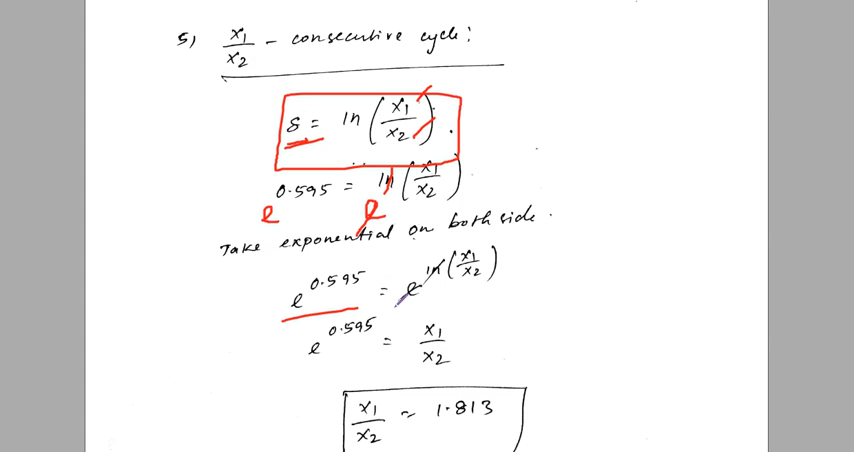 5) x1/x2 - consecutive cycle:
δ = ln(x1/x2).
0.595 = ln(x1/x2)
e e
Take exponential on both side.
e^0.595 = e^ln(x1/x2)
e^0.595 = x1/x2
x1/x2 = 1.813